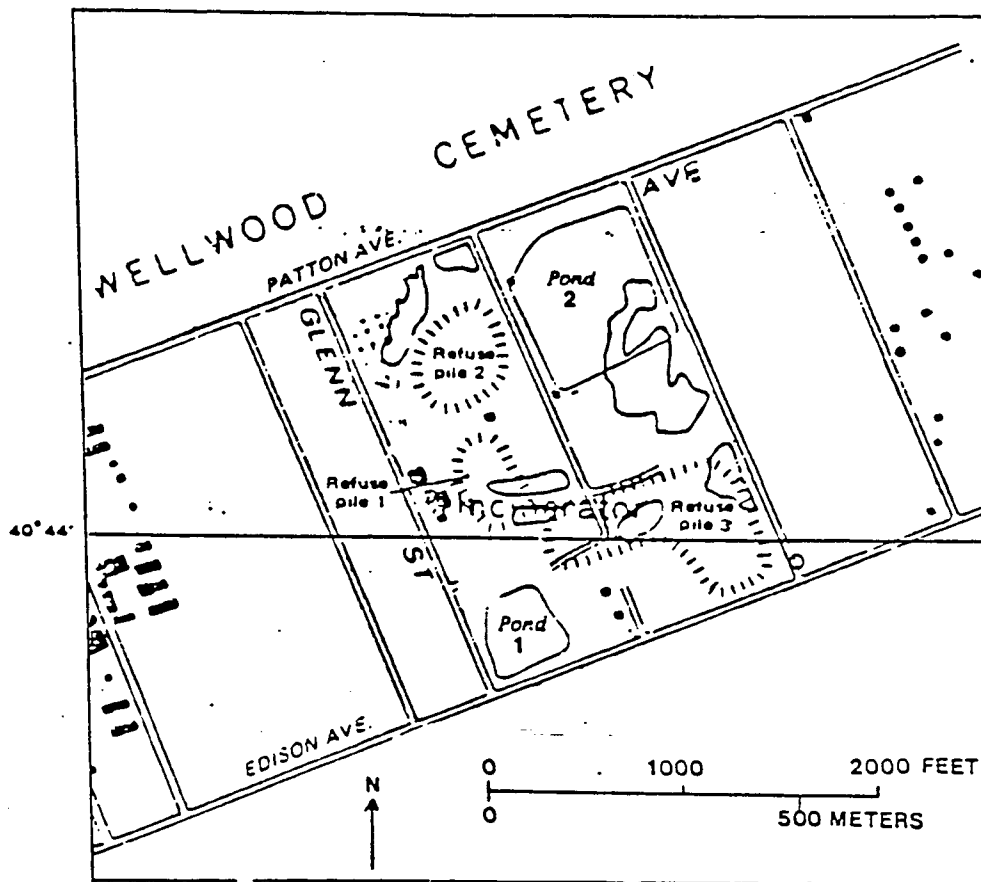 WELLWOOD CEMETERY
PATTON AVE.
AVE
GLENN ST
Pond 2
Refuse pile 2
Refuse pile 1
Incinerator
Refuse pile 3
40°44'
Pond 1
EDISON AVE.
N
0 1000 2000 FEET
0 500 METERS